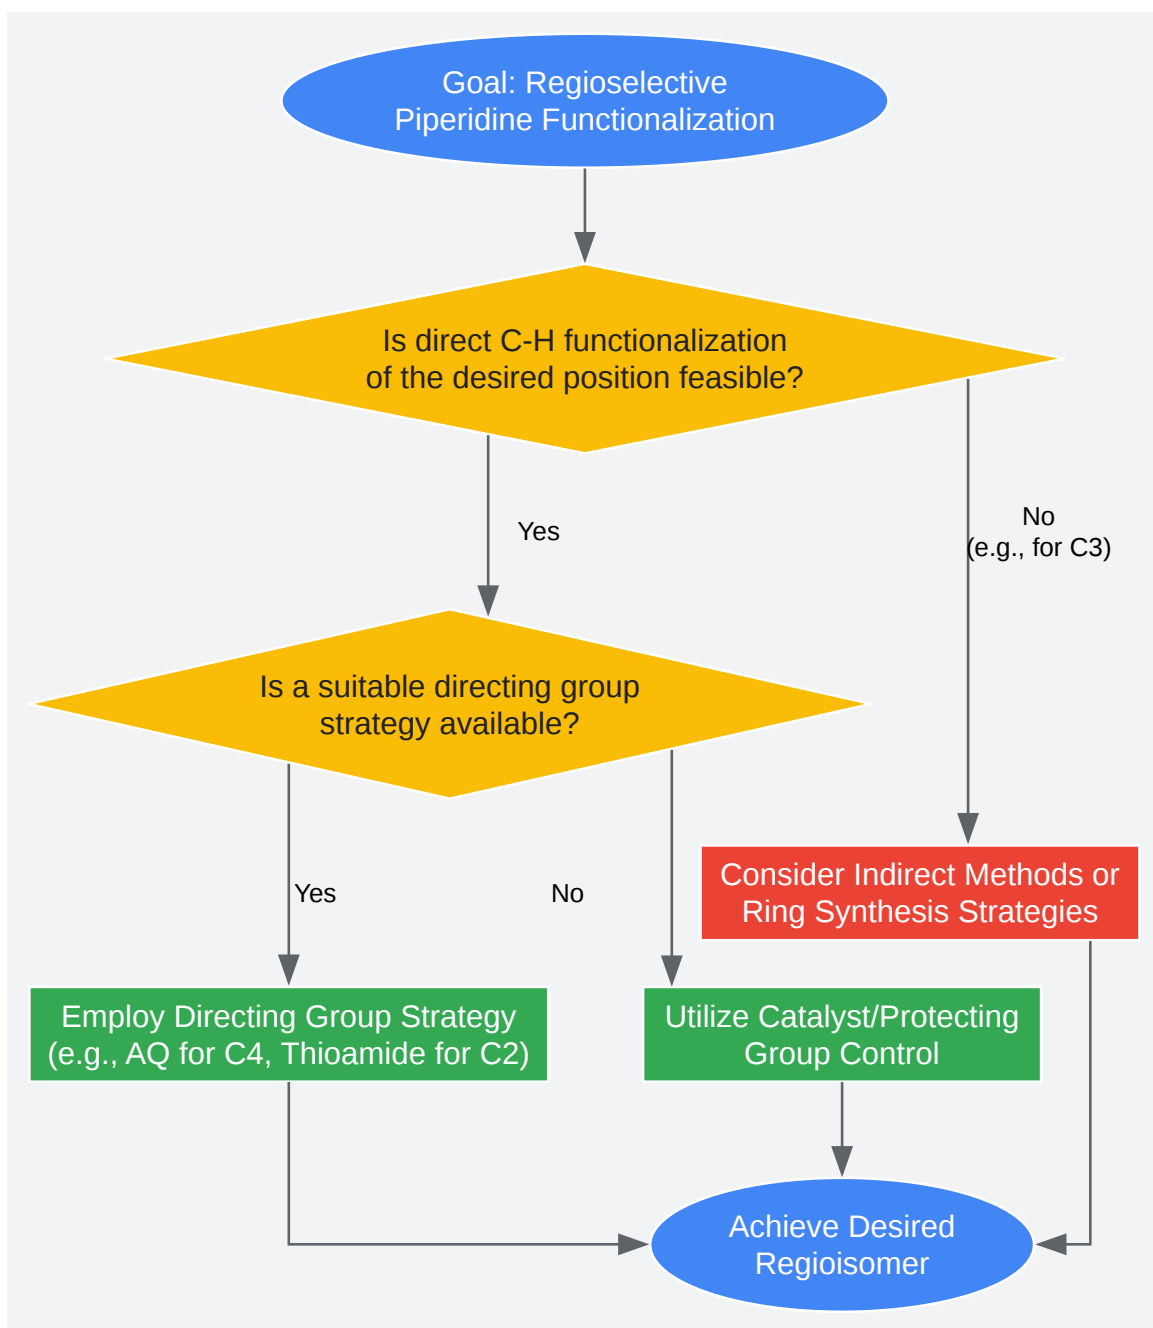 Goal: Regioselective
Piperidine Functionalization
Is direct C-H functionalization
of the desired position feasible?
Yes
No
(e.g., for C3)
Is a suitable directing group
strategy available?
Yes
No
Consider Indirect Methods or
Ring Synthesis Strategies
Employ Directing Group Strategy
(e.g., AQ for C4, Thioamide for C2)
Utilize Catalyst/Protecting
Group Control
Achieve Desired
Regioisomer